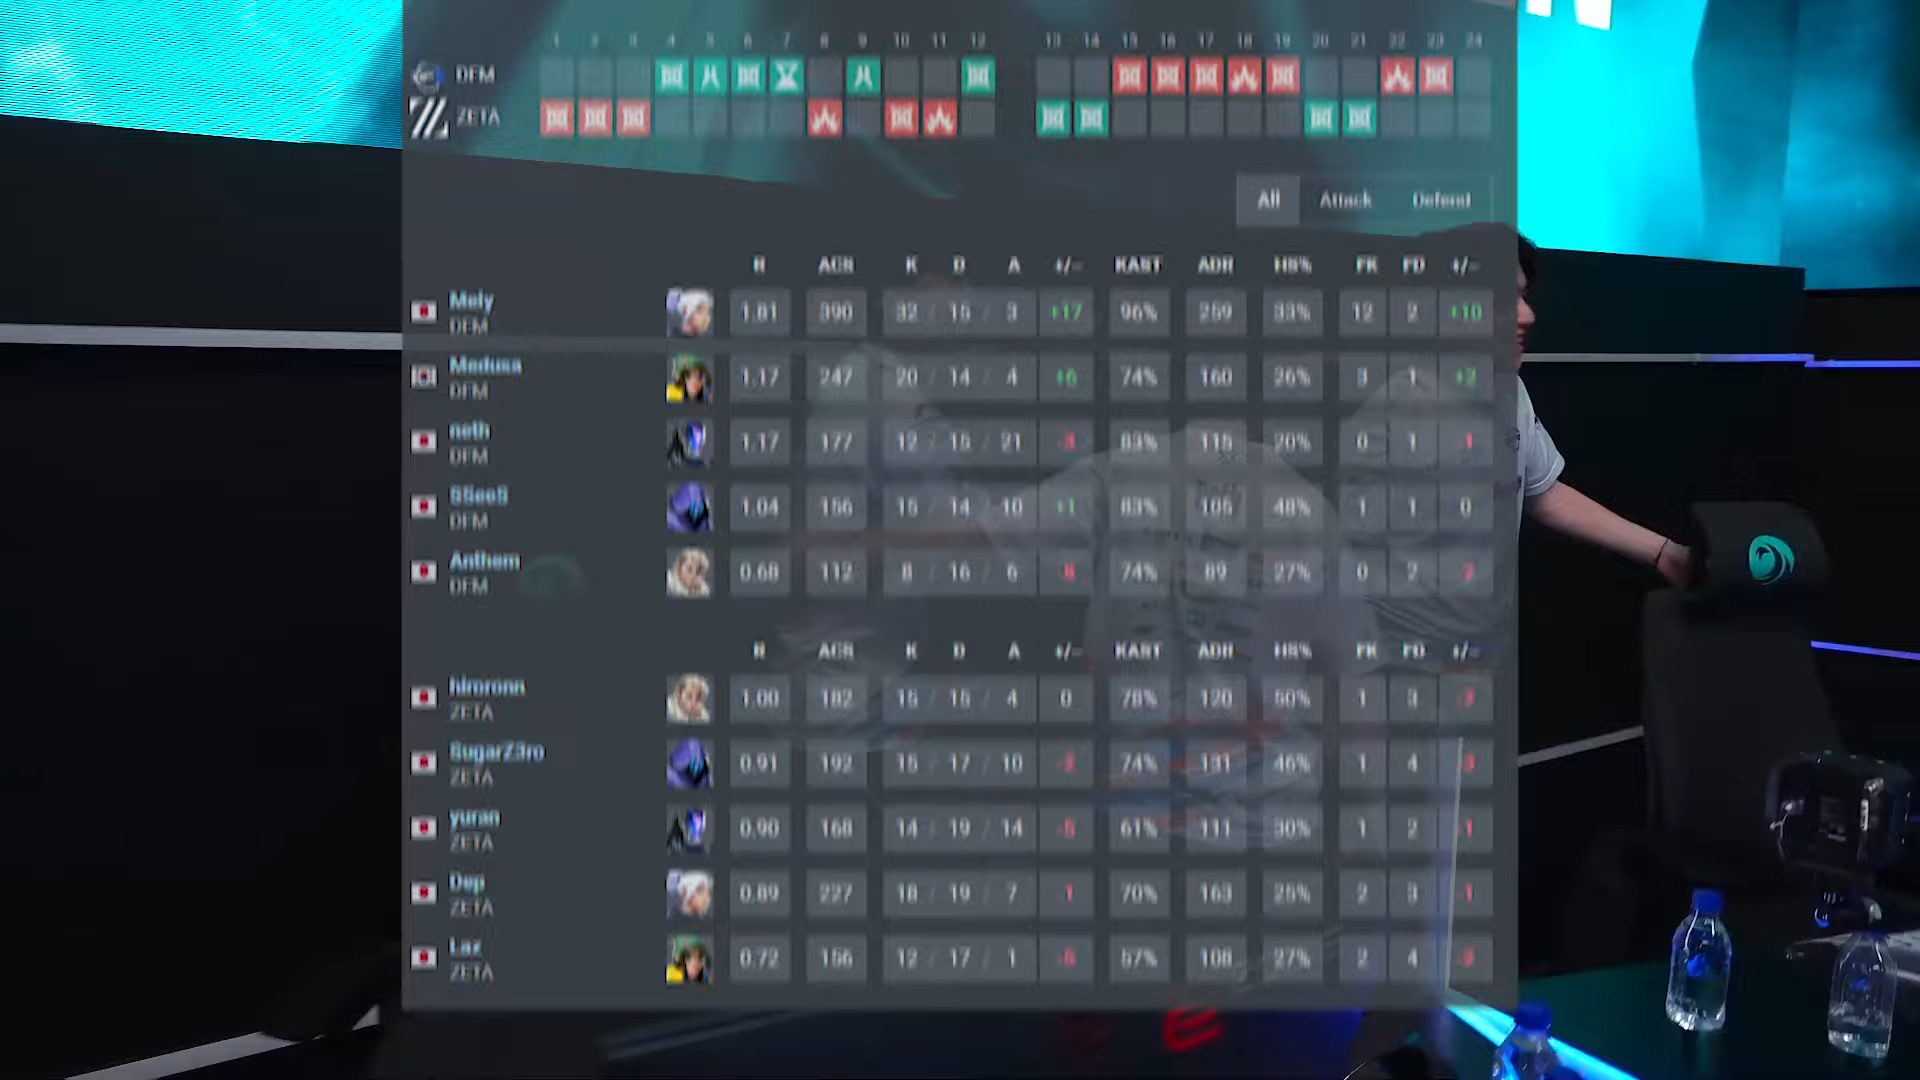 1 2 3 4 5 6 7 8 9 10 11 12 13 14 15 16 17 18 19 20 21 22 23 24
DFM
ZETA
All Attack Defend
R ACS K D A +/– KAST ADR HS% FK FD +/–
Meiy DFM 1.81 390 32 / 15 / 3 +17 96% 259 33% 12 2 +10
Medusa DFM 1.17 247 20 / 14 / 4 +6 74% 160 26% 3 1 +2
neth DFM 1.17 177 12 / 15 / 21 -3 83% 115 20% 0 1 -1
SSeeS DFM 1.04 156 15 / 14 / 10 +1 83% 105 48% 1 1 0
Anthem DFM 0.68 112 8 / 16 / 6 -8 74% 89 27% 0 2 -2
R ACS K D A +/– KAST ADR HS% FK FD +/–
hiroronn ZETA 1.00 182 15 / 15 / 4 0 78% 120 50% 1 3
SugarZ3ro ZETA 0.91 192 15 / 17 / 10 -2 74% 131 46% 1 4 -3
yuran ZETA 0.90 168 14 / 19 / 14 -5 61% 111 30% 1 2 -1
Dep ZETA 0.89 227 18 / 19 / 7 -1 70% 163 25% 2 3 -1
Laz ZETA 0.72 156 12 / 17 / 1 -5 57% 108 27% 2 4 -2